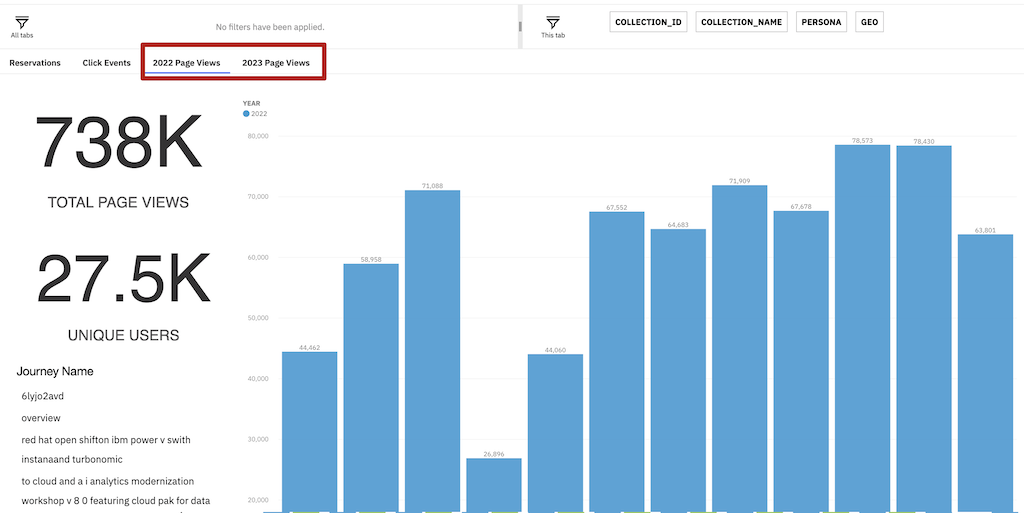 No filters have been applied.
All tabs
This tab
COLLECTION_ID
COLLECTION_NAME
PERSONA
GEO
Reservations
Click Events
2022 Page Views
2023 Page Views
738K
TOTAL PAGE VIEWS
27.5K
UNIQUE USERS
Journey Name
6lyjo2avd
overview
red hat open shifton ibm power v swith
instanaand turbonomic
to cloud and a i analytics modernization
workshop v 8 0 featuring cloud pak for data
YEAR
2022
80,000
70,000
60,000
50,000
40,000
30,000
20,000
44,462
58,958
71,088
26,896
44,060
67,552
64,683
71,909
67,678
78,573
78,430
63,801